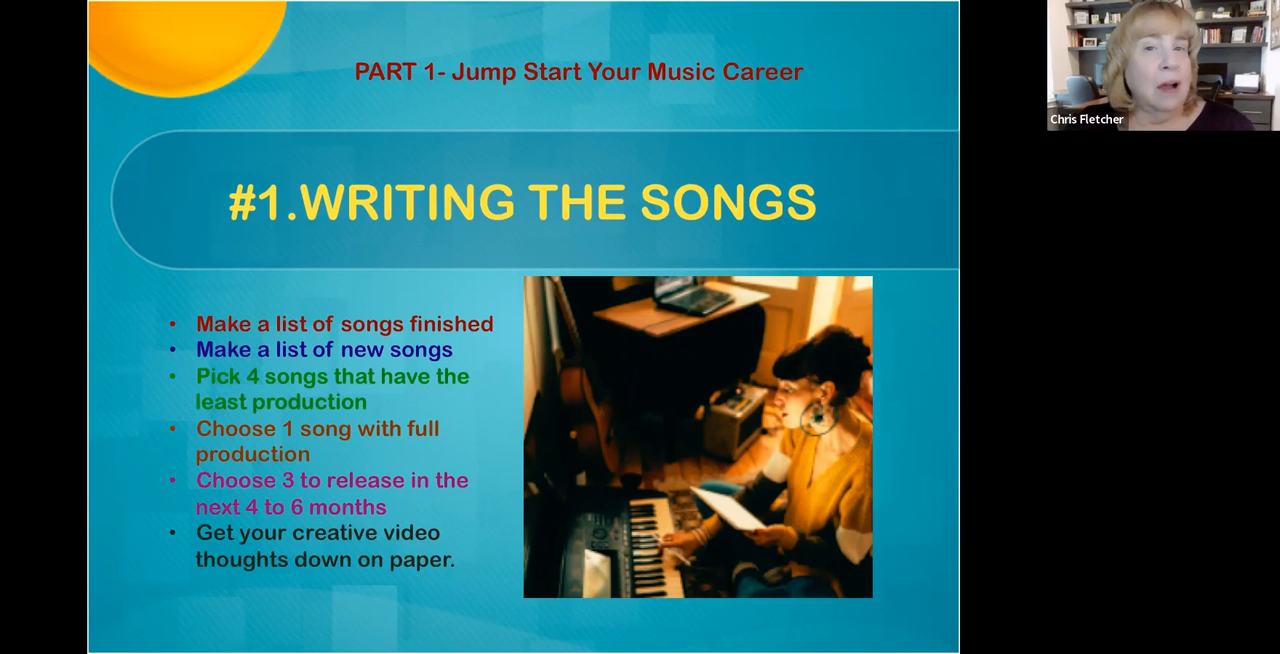 PART 1- Jump Start Your Music Career
Chris Fletcher
#1.WRITING THE SONGS
• Make a list of songs finished
• Make a list of new songs
• Pick 4 songs that have the
least production
• Choose 1 song with full
production
• Choose 3 to release in the
next 4 to 6 months
• Get your creative video
thoughts down on paper.